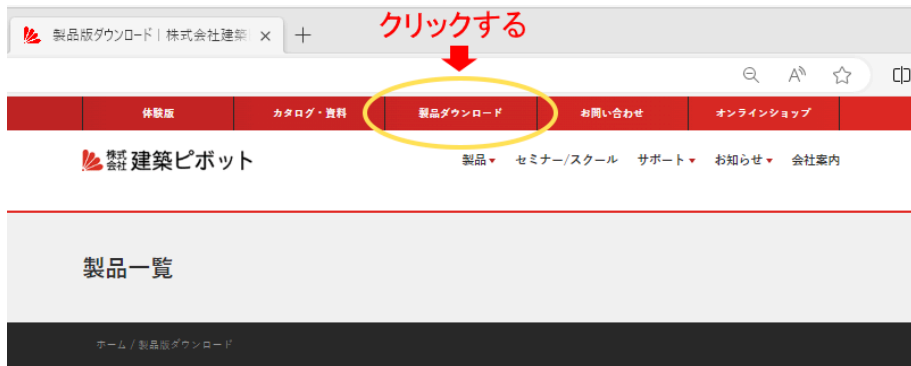 クリックする
製品版ダウンロード | 株式会社建築
体験版 カタログ・資料 製品ダウンロード お問い合わせ オンラインショップ
株式会社 建築ピボット
製品▼ セミナー/スクール サポート▼ お知らせ▼ 会社案内
製品一覧
ホーム / 製品版ダウンロード